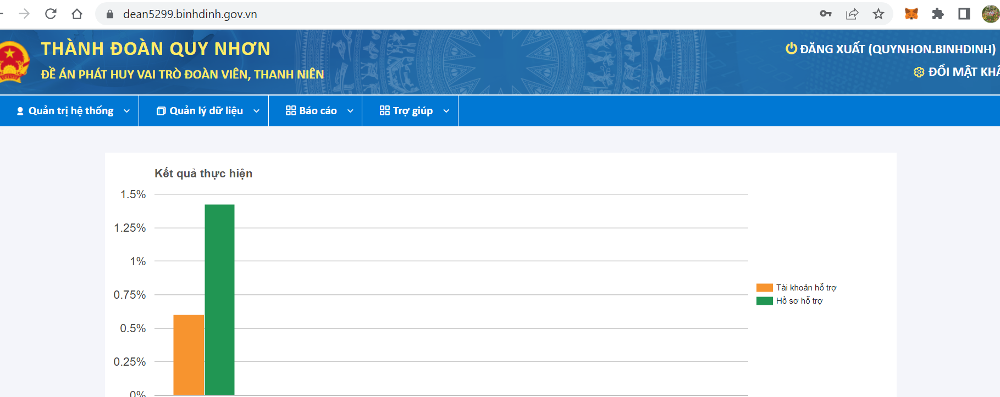 dean5299.binhdinh.gov.vn
THÀNH ĐOÀN QUY NHƠN
ĐỀ ÁN PHÁT HUY VAI TRÒ ĐOÀN VIÊN, THANH NIÊN
ĐĂNG XUẤT (QUYNHON.BINHDINH)
ĐỔI MẬT KHẨ
Quản trị hệ thống
Quản lý dữ liệu
Báo cáo
Trợ giúp
Kết quả thực hiện
1.5%
1.25%
1%
0.75%
0.5%
0.25%
0%
Tài khoản hỗ trợ
Hồ sơ hỗ trợ